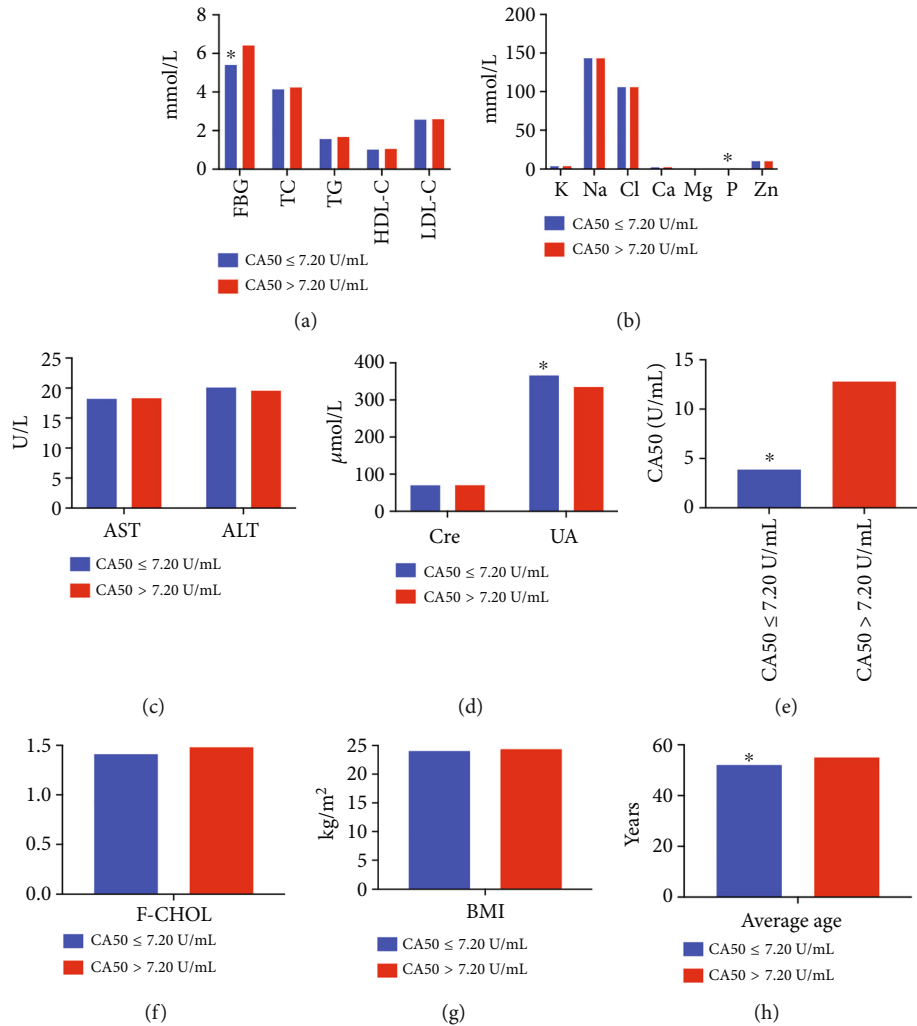 mmol/L
8
6
4
2
0
*
FBG
TC
TG
HDL-C
LDL-C
CA50 ≤ 7.20 U/mL
CA50 > 7.20 U/mL
(a)
mmol/L
200
150
100
50
0
*
K Na Cl Ca Mg P Zn
CA50 ≤ 7.20 U/mL
CA50 > 7.20 U/mL
(b)
U/L
25
20
15
10
5
0
AST ALT
CA50 ≤ 7.20 U/mL
CA50 > 7.20 U/mL
(c)
μmol/L
400
300
200
100
0
*
Cre UA
CA50 ≤ 7.20 U/mL
CA50 > 7.20 U/mL
(d)
CA50 (U/mL)
15
10
5
0
*
CA50 ≤ 7.20 U/mL
CA50 > 7.20 U/mL
(e)
1.5
1.0
0.5
0.0
F-CHOL
CA50 ≤ 7.20 U/mL
CA50 > 7.20 U/mL
(f)
kg/m²
25
20
15
10
5
0
BMI
CA50 ≤ 7.20 U/mL
CA50 > 7.20 U/mL
(g)
Years
60
40
20
0
*
Average age
CA50 ≤ 7.20 U/mL
CA50 > 7.20 U/mL
(h)